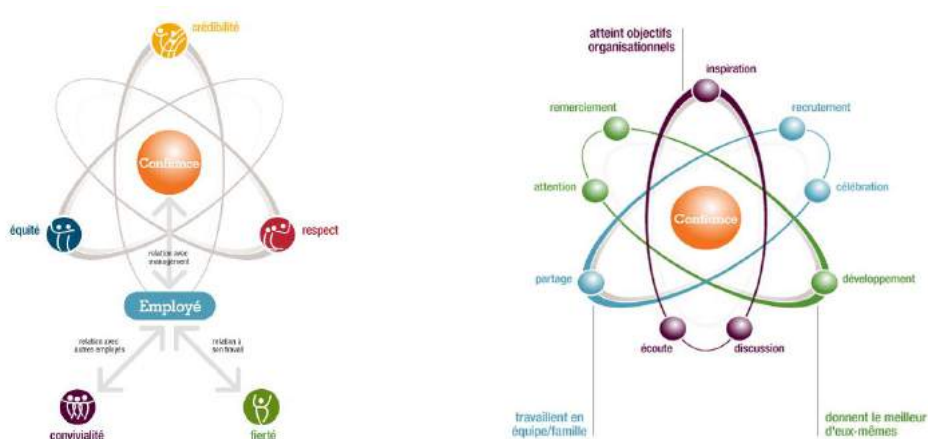 crédibilité
Confiance
équité
respect
relation avec
management
Employé
relation avec
autres employés
relation à
son travail
convivialité
fierté
atteint objectifs
organisationnels
inspiration
remerciement
recrutement
attention
célébration
Confiance
partage
développement
écoute
discussion
travaillent en
équipe/famille
donnent le meilleur
d'eux-mêmes